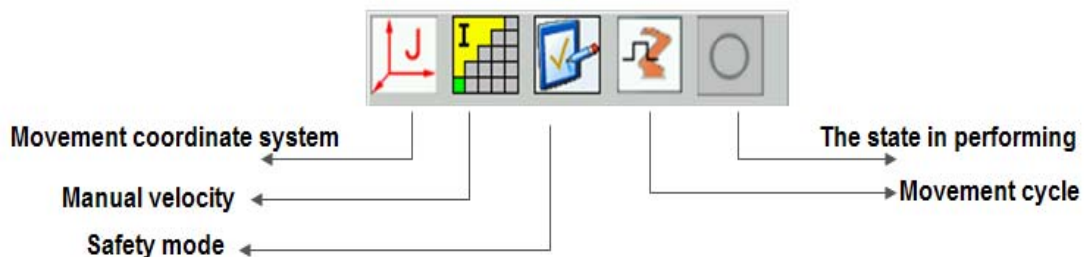 J
I
Movement coordinate system
The state in performing
Manual velocity
Movement cycle
Safety mode